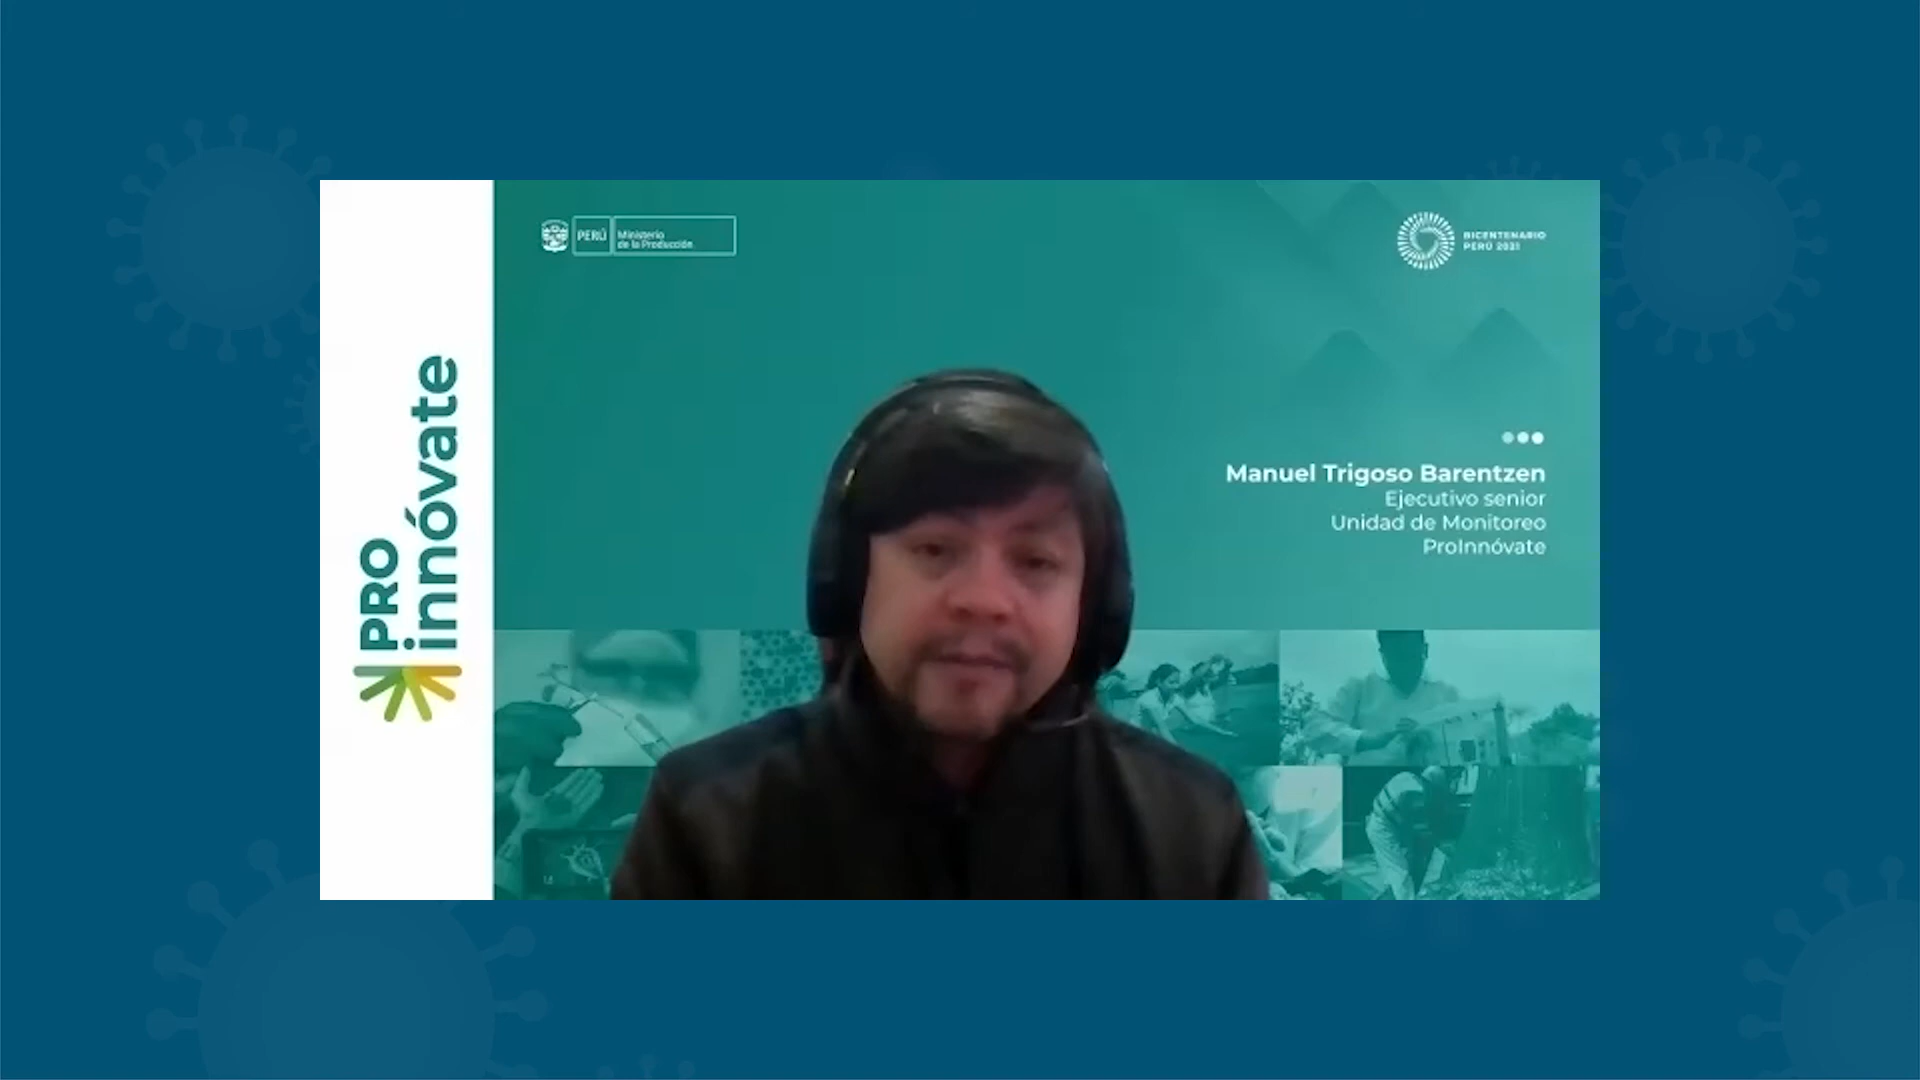 PRO
innóvate
PERÚ
Ministerio
de la Producción
BICENTENARIO
PERÚ 2021
Manuel Trigoso Barentzen
Ejecutivo senior
Unidad de Monitoreo
ProInnóvate